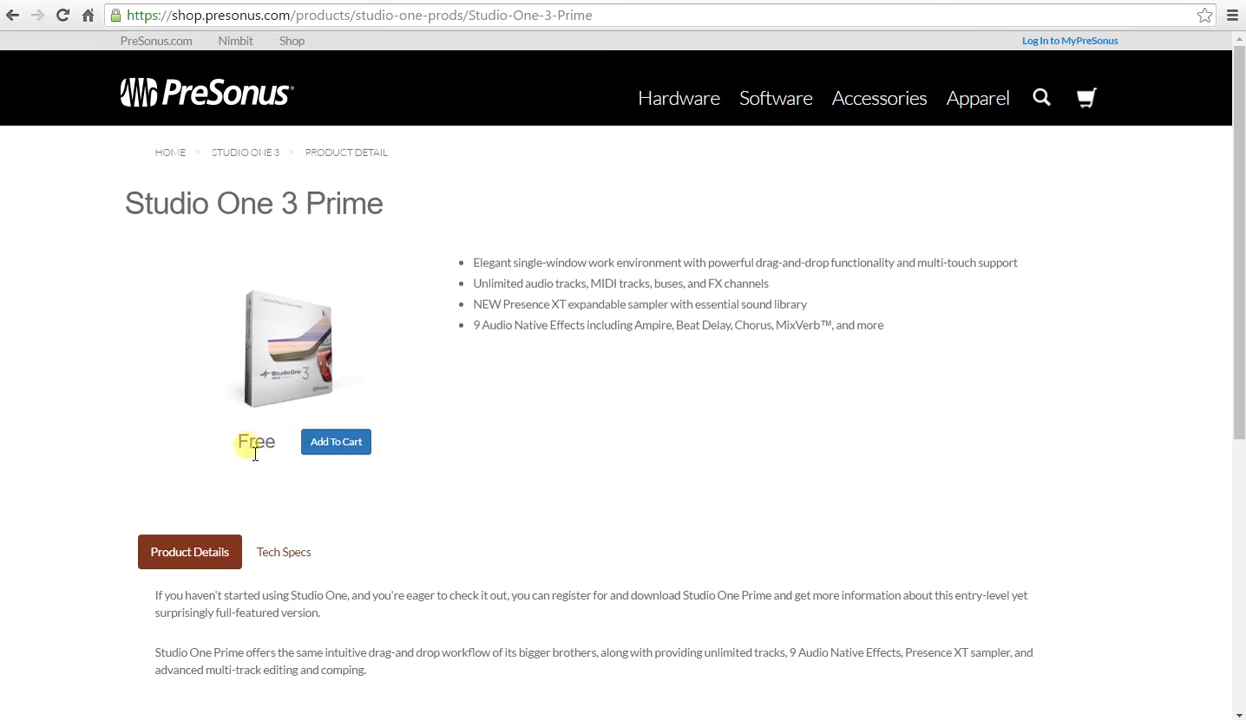 https://shop.presonus.com/products/studio-one-prods/Studio-One-3-Prime
PreSonus.com Nimbit Shop Log In to MyPreSonus
PreSonus Hardware Software Accessories Apparel
HOME > STUDIO ONE 3 > PRODUCT DETAIL
Studio One 3 Prime
• Elegant single-window work environment with powerful drag-and-drop functionality and multi-touch support
• Unlimited audio tracks, MIDI tracks, buses, and FX channels
• NEW Presence XT expandable sampler with essential sound library
• 9 Audio Native Effects including Ampire, Beat Delay, Chorus, MixVerb™, and more
StudioOne 3
Free Add To Cart
Product Details Tech Specs
If you haven't started using Studio One, and you're eager to check it out, you can register for and download Studio One Prime and get more information about this entry-level yet
surprisingly full-featured version.
Studio One Prime offers the same intuitive drag-and drop workflow of its bigger brothers, along with providing unlimited tracks, 9 Audio Native Effects, Presence XT sampler, and
advanced multi-track editing and comping.